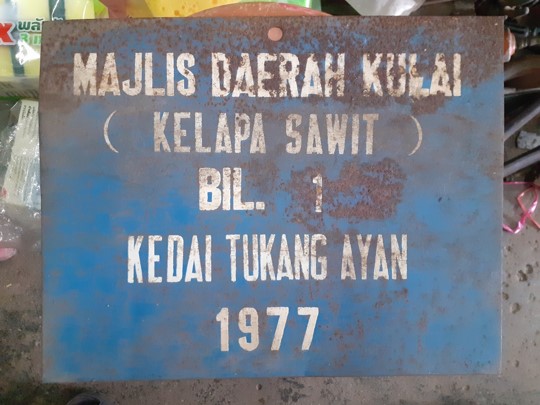 MAJLIS DAERAH KULAI
( KELAPA SAWIT )
BIL. 1
KEDAI TUKANG AYAN
1977